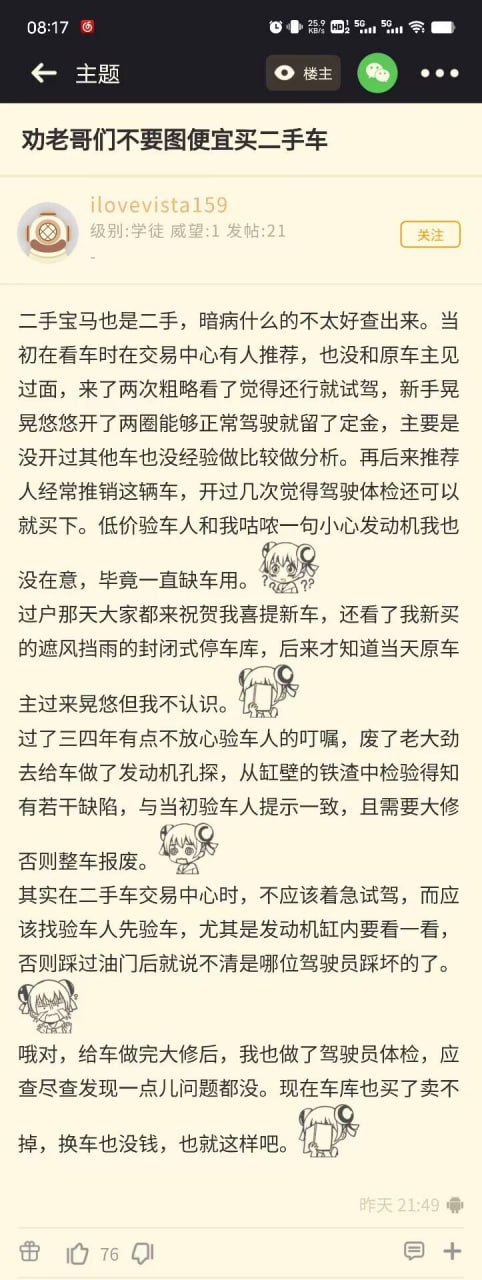 08:17
25.9
KB/s
HD 1 2
5G
5G
主题
楼主
劝老哥们不要图便宜买二手车
ilovevista159
级别:学徒 威望:1 发帖:21
-
关注
二手宝马也是二手，暗病什么的不太好查出来。当
初在看车时在交易中心有人推荐，也没和原车主见
过面，来了两次粗略看了觉得还行就试驾，新手晃
晃悠悠开了两圈能够正常驾驶就留了定金，主要是
没开过其他车也没经验做比较做分析。再后来推荐
人经常推销这辆车，开过几次觉得驾驶体检还可以
就买下。低价验车人和我咕哝一句小心发动机我也
没在意，毕竟一直缺车用。
???
过户那天大家都来祝贺我喜提新车，还看了我新买
的遮风挡雨的封闭式停车库，后来才知道当天原车
主过来晃悠但我不认识。
过了三四年有点不放心验车人的叮嘱，废了老大劲
去给车做了发动机孔探，从缸壁的铁渣中检验得知
有若干缺陷，与当初验车人提示一致，且需要大修
否则整车报废。
其实在二手车交易中心时，不应该着急试驾，而应
该找验车人先验车，尤其是发动机缸内要看一看，
否则踩过油门后就说不清是哪位驾驶员踩坏的了。
哦对，给车做完大修后，我也做了驾驶员体检，应
查尽查发现一点儿问题都没。现在车库也买了卖不
掉，换车也没钱，也就这样吧。
昨天 21:49
76